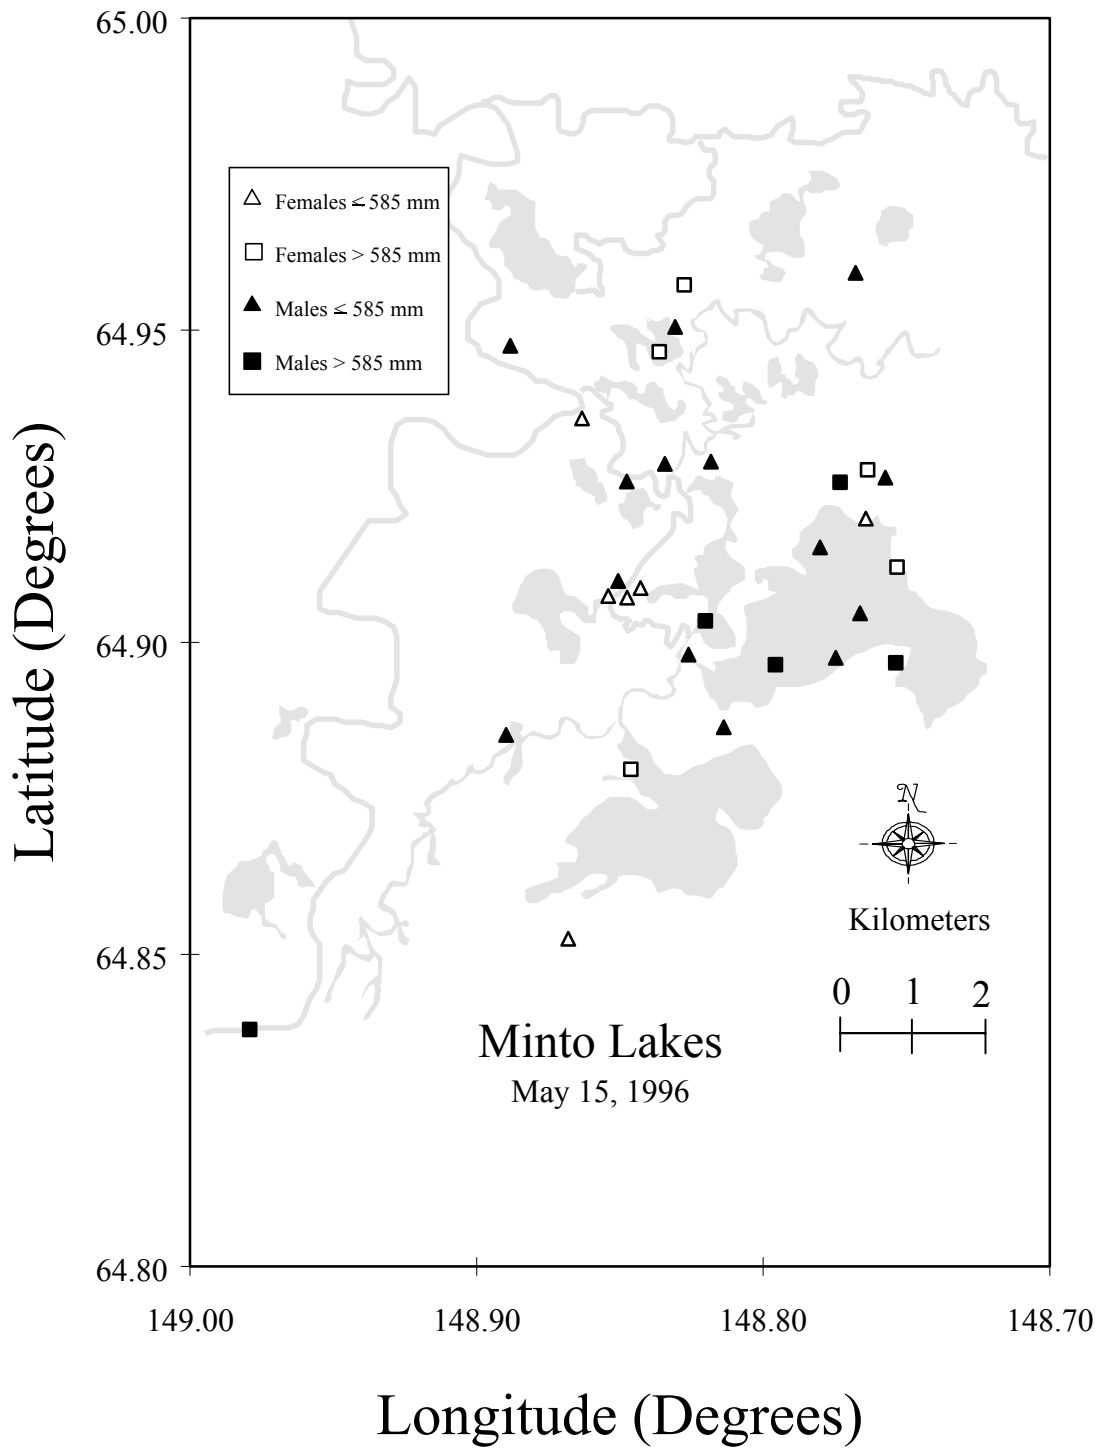 65.00
Females ≤ 585 mm
Females > 585 mm
Males ≤ 585 mm
Males > 585 mm
64.95
64.90
64.85
64.80
Latitude (Degrees)
N
Kilometers
0 1 2
Minto Lakes
May 15, 1996
149.00 148.90 148.80 148.70
Longitude (Degrees)